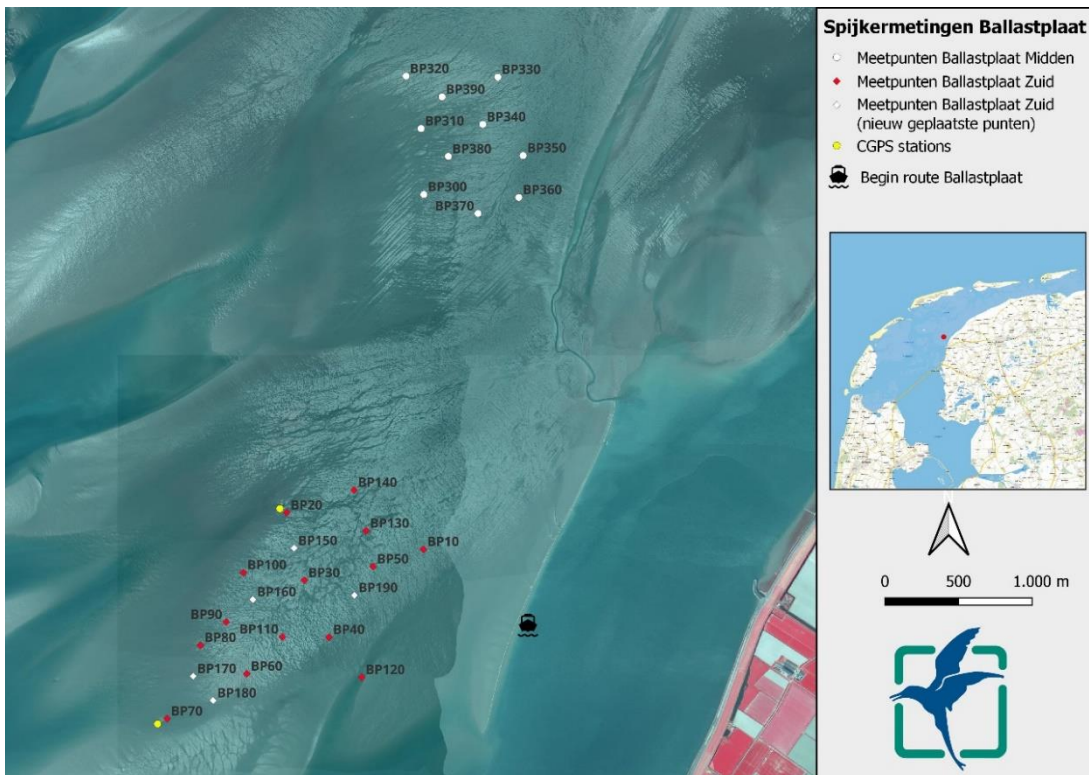 BP320
BP330
BP390
BP310
BP340
BP380
BP350
BP300
BP360
BP370
BP140
BP20
BP130
BP150
BP10
BP100
BP50
BP30
BP160
BP190
BP90
BP110
BP40
BP80
BP170
BP60
BP120
BP180
BP70
Spijkermetingen Ballastplaat
Meetpunten Ballastplaat Midden
Meetpunten Ballastplaat Zuid
Meetpunten Ballastplaat Zuid
(nieuw geplaatste punten)
CGPS stations
Begin route Ballastplaat
0 500 1.000 m